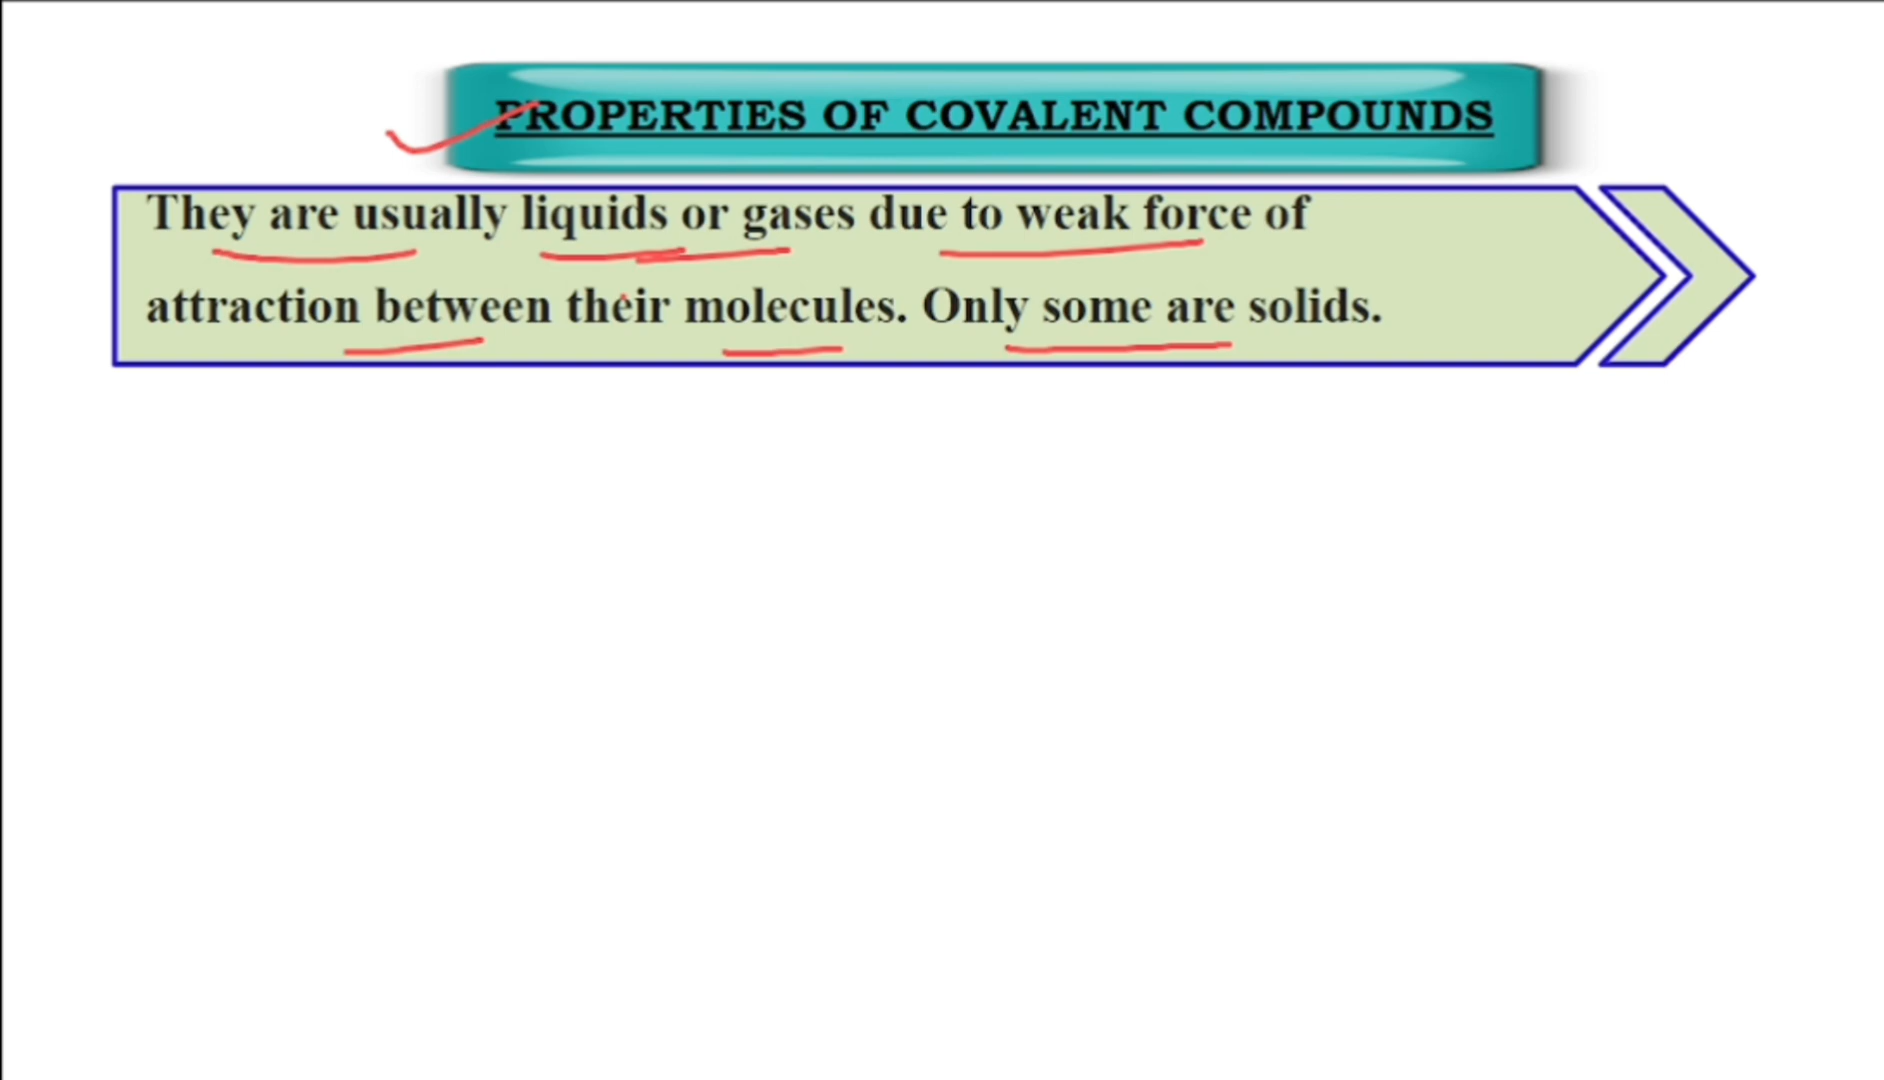 PROPERTIES OF COVALENT COMPOUNDS
They are usually liquids or gases due to weak force of
attraction between their molecules. Only some are solids.